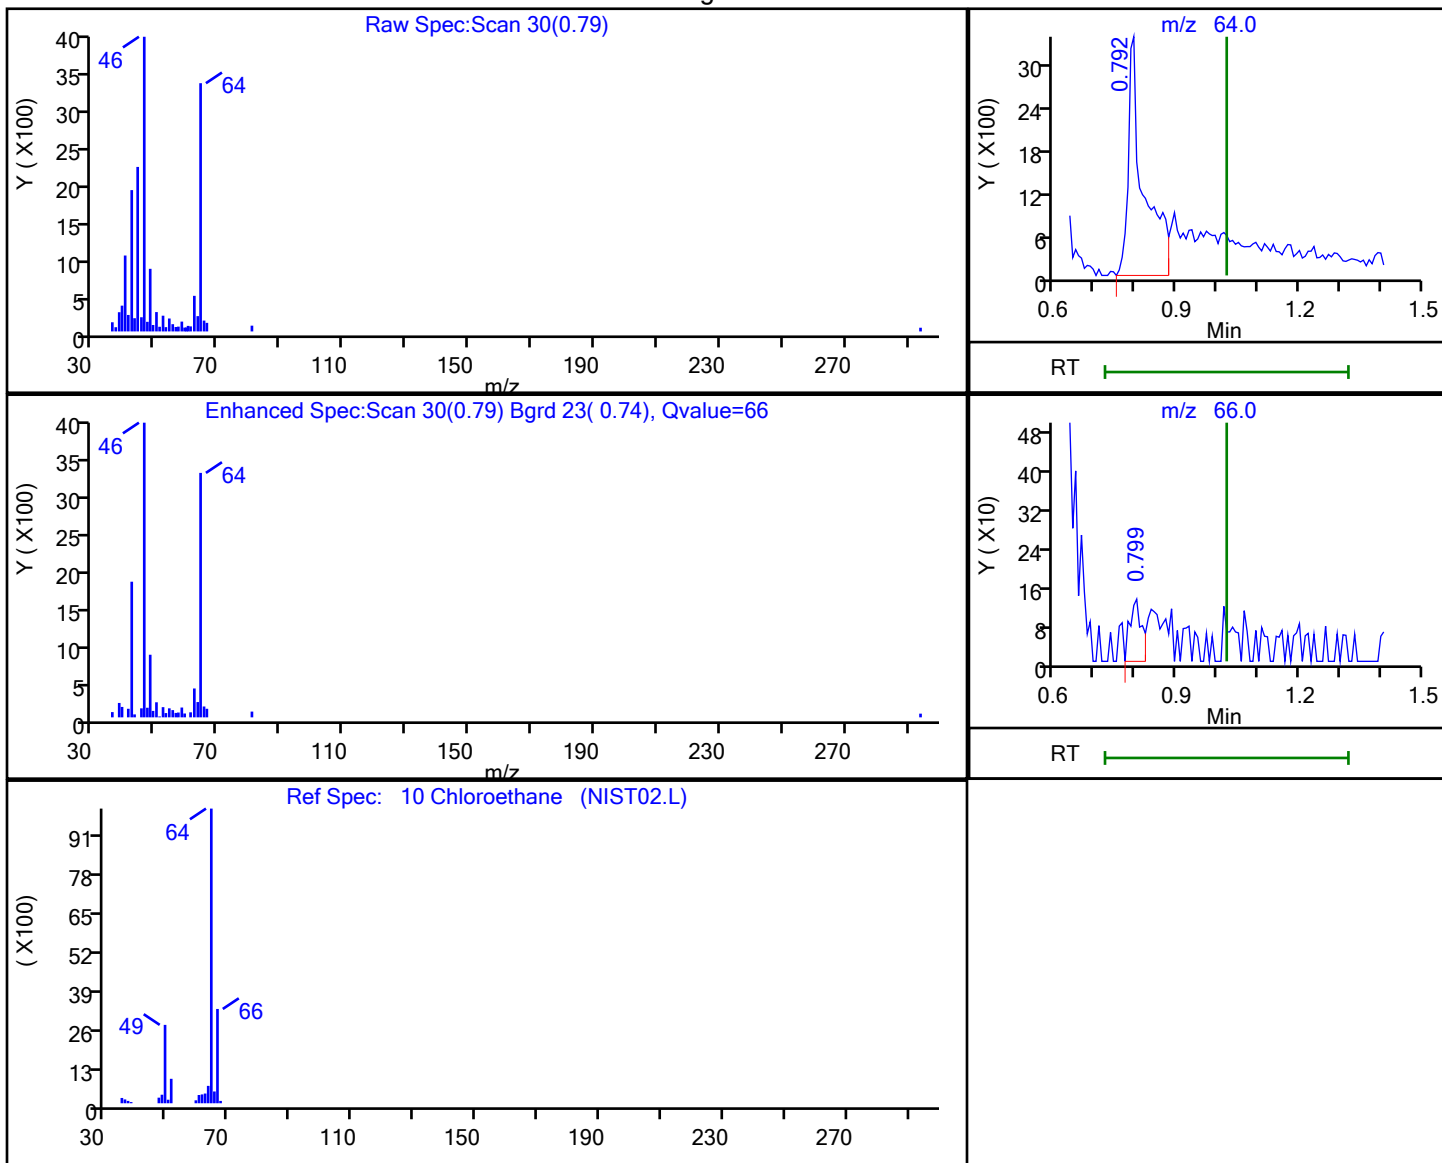 Raw Spec:Scan 30(0.79)
Y ( X100)
40
35
30
25
20
15
10
5
0
46
64
30 70 110 150 190 230 270
m/z
m/z 64.0
Y ( X100)
30
24
18
12
6
0
0.792
0.6 0.9 1.2 1.5
Min
RT
Enhanced Spec:Scan 30(0.79) Bgrd 23( 0.74), Qvalue=66
Y ( X100)
40
35
30
25
20
15
10
5
0
46
64
30 70 110 150 190 230 270
m/z
m/z 66.0
Y ( X10)
48
40
32
24
16
8
0
0.799
0.6 0.9 1.2 1.5
Min
RT
Ref Spec: 10 Chloroethane (NIST02.L)
( X100)
91
78
65
52
39
26
13
0
64
49
66
30 70 110 150 190 230 270